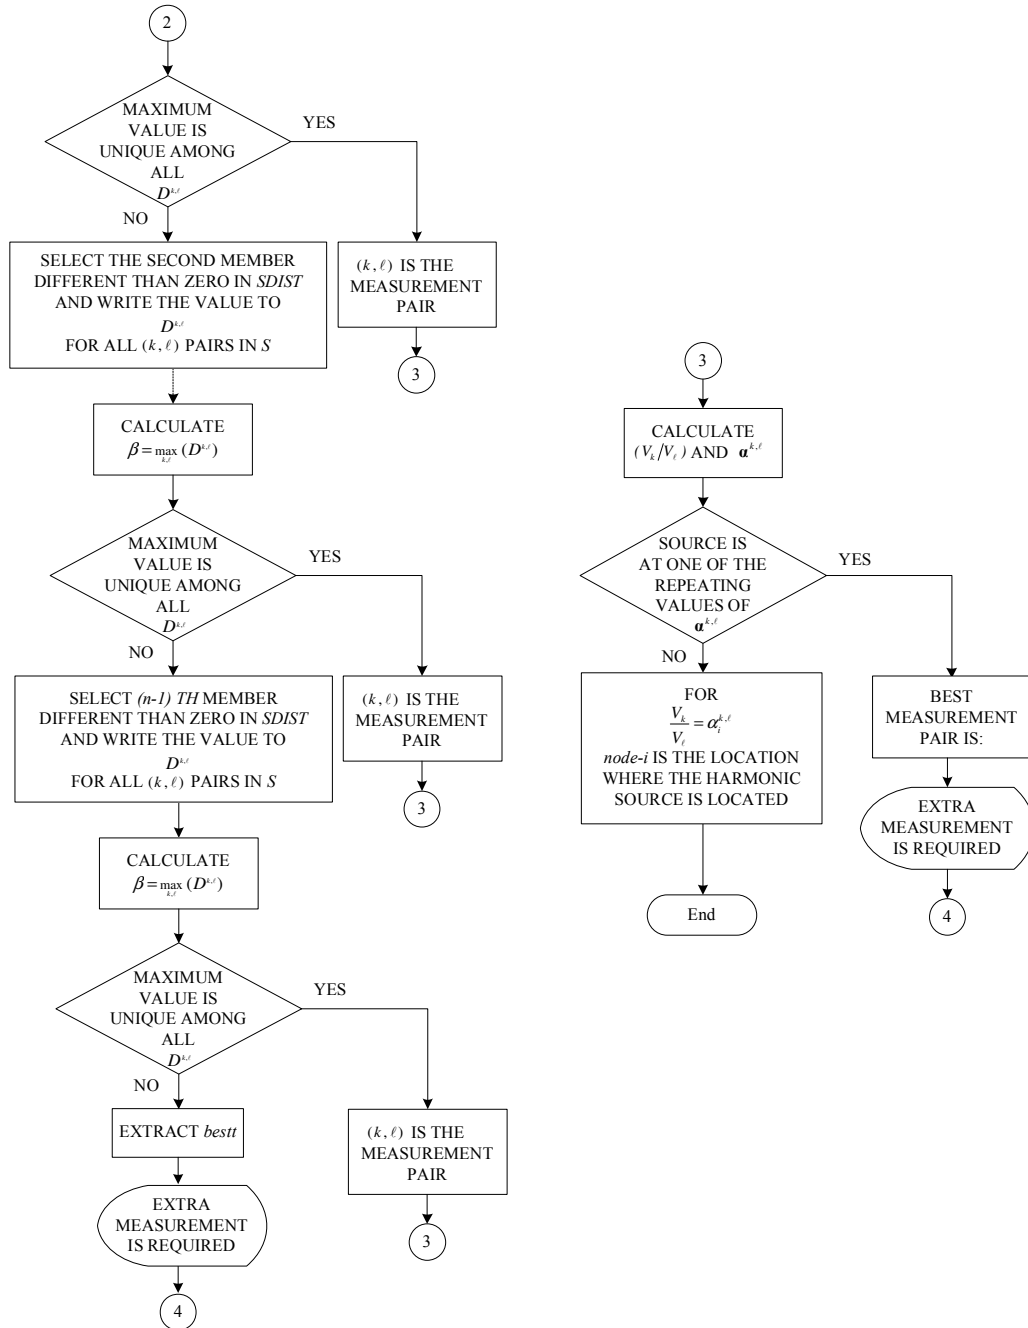 2
MAXIMUM
VALUE IS
UNIQUE AMONG
ALL
D^{k,ℓ}
YES
NO
SELECT THE SECOND MEMBER
DIFFERENT THAN ZERO IN SDIST
AND WRITE THE VALUE TO
D^{k,ℓ}
FOR ALL (k,ℓ) PAIRS IN S
(k,ℓ) IS THE
MEASUREMENT
PAIR
3
CALCULATE
β = max_{k,ℓ} (D^{k,ℓ})
MAXIMUM
VALUE IS
UNIQUE AMONG
ALL
D^{k,ℓ}
YES
NO
SELECT (n-1) TH MEMBER
DIFFERENT THAN ZERO IN SDIST
AND WRITE THE VALUE TO
D^{k,ℓ}
FOR ALL (k,ℓ) PAIRS IN S
(k,ℓ) IS THE
MEASUREMENT
PAIR
3
CALCULATE
β = max_{k,ℓ} (D^{k,ℓ})
MAXIMUM
VALUE IS
UNIQUE AMONG
ALL
D^{k,ℓ}
YES
NO
EXTRACT bestt
(k,ℓ) IS THE
MEASUREMENT
PAIR
3
EXTRA
MEASUREMENT
IS REQUIRED
4
3
CALCULATE
(V_k/V_ℓ) AND α^{k,ℓ}
SOURCE IS
AT ONE OF THE
REPEATING
VALUES OF
α^{k,ℓ}
YES
NO
FOR
V_k/V_ℓ = α_i^{k,ℓ}
node-i IS THE LOCATION
WHERE THE HARMONIC
SOURCE IS LOCATED
End
BEST
MEASUREMENT
PAIR IS:
EXTRA
MEASUREMENT
IS REQUIRED
4